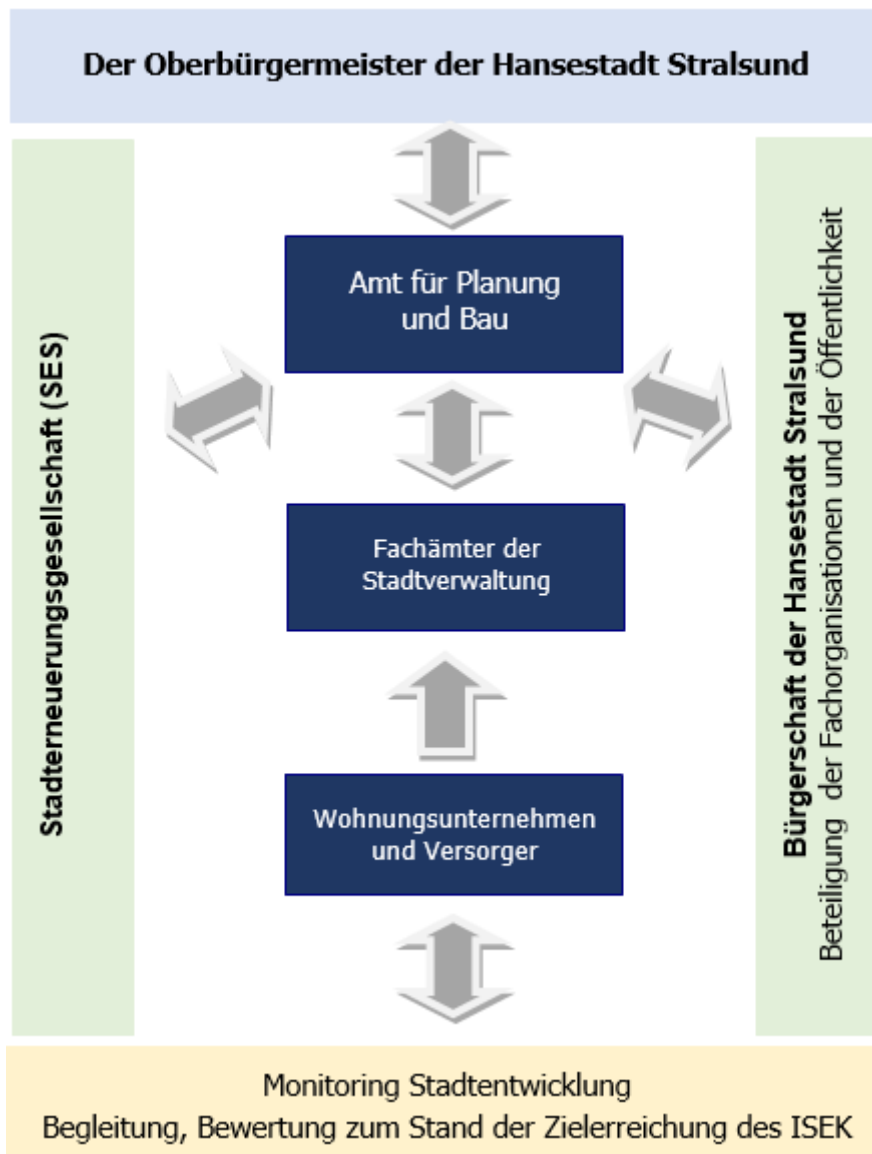 Der Oberbürgermeister der Hansestadt Stralsund
Stadterneuerungsgesellschaft (SES)
Amt für Planung
und Bau
Fachämter der
Stadtverwaltung
Wohnungsunternehmen
und Versorger
Bürgerschaft der Hansestadt Stralsund
Beteiligung der Fachorganisationen und der Öffentlichkeit
Monitoring Stadtentwicklung
Begleitung, Bewertung zum Stand der Zielerreichung des ISEK